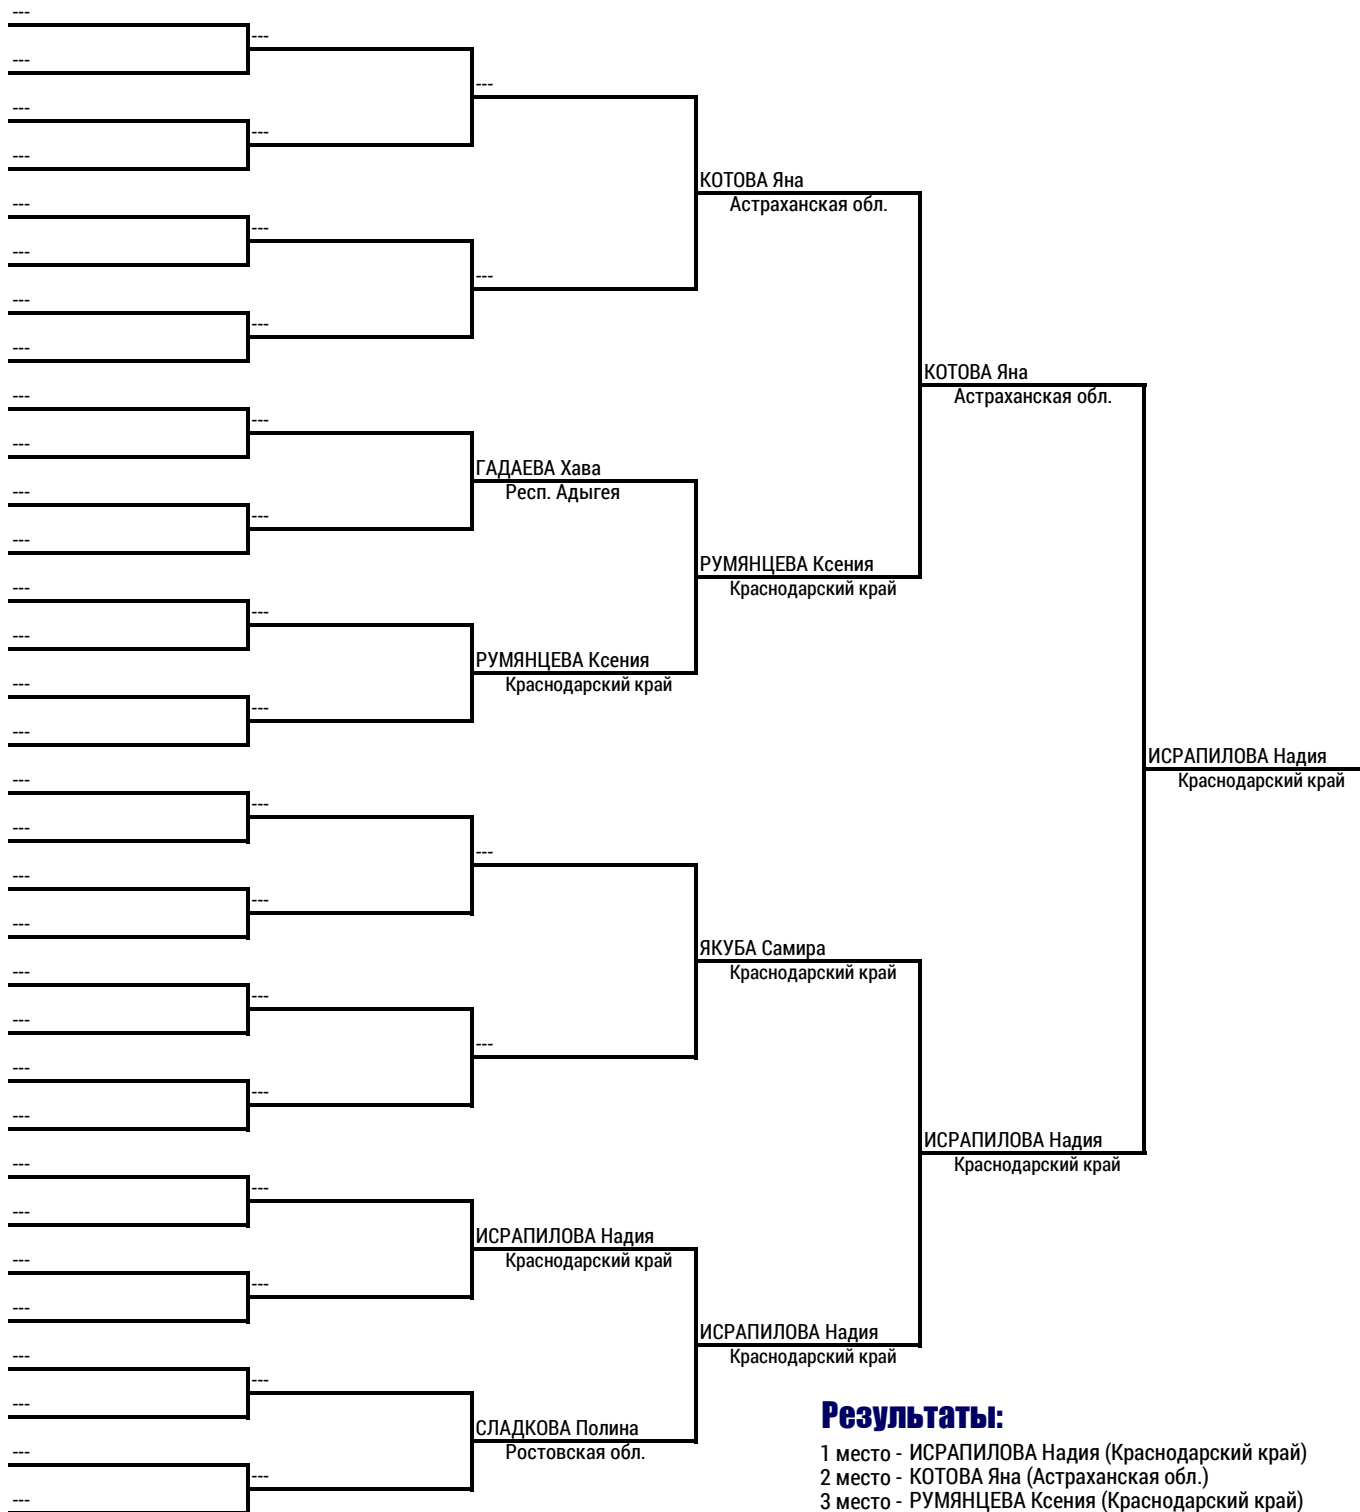 ---
---
---
---
---
---
---
КОТОВА Яна
Астраханская обл.
---
---
---
---
---
---
---
КОТОВА Яна
Астраханская обл.
---
---
---
ГАДАЕВА Хава
Респ. Адыгея
---
---
---
РУМЯНЦЕВА Ксения
Краснодарский край
---
---
---
РУМЯНЦЕВА Ксения
Краснодарский край
---
---
---
ИСРАПИЛОВА Надия
Краснодарский край
---
---
---
---
---
---
---
ЯКУБА Самира
Краснодарский край
---
---
---
---
---
---
---
ИСРАПИЛОВА Надия
Краснодарский край
---
---
---
ИСРАПИЛОВА Надия
Краснодарский край
---
---
---
ИСРАПИЛОВА Надия
Краснодарский край
---
---
---
СЛАДКОВА Полина
Ростовская обл.
---
---
---
Результаты:
1 место - ИСРАПИЛОВА Надия (Краснодарский край)
2 место - КОТОВА Яна (Астраханская обл.)
3 место - РУМЯНЦЕВА Ксения (Краснодарский край)